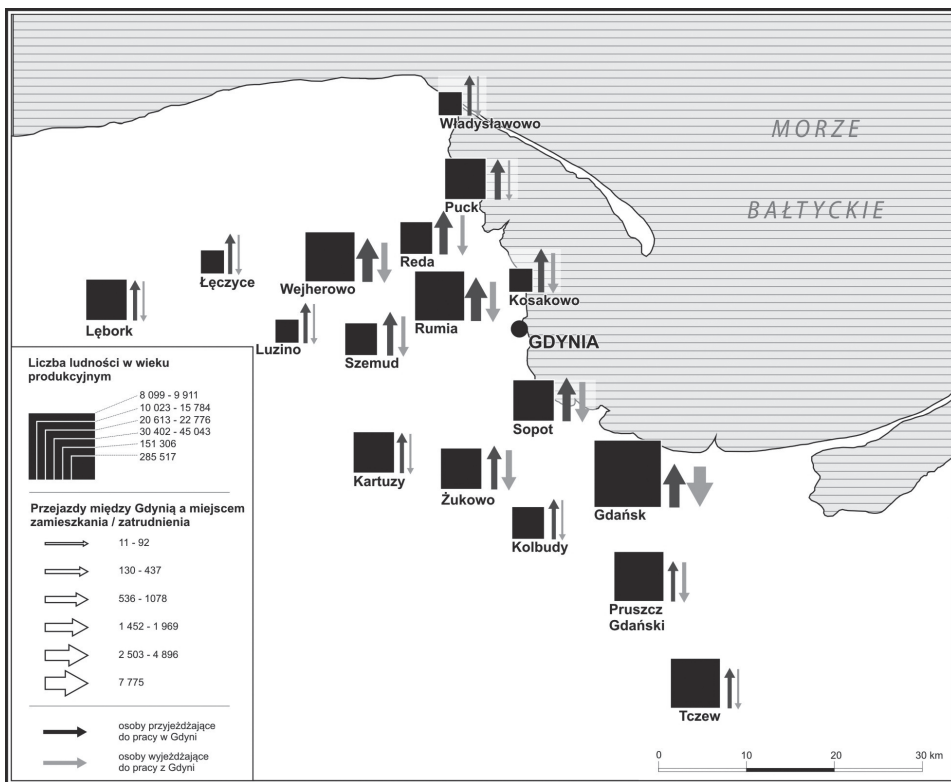 MORZE
BAŁTYCKIE
Władysławowo
Puck
Reda
Łęczyce
Wejherowo
Kosakowo
Lębork
Rumia
GDYNIA
Luzino
Szemud
Sopot
Kartuzy
Żukowo
Gdańsk
Kolbudy
Pruszcz
Gdański
Tczew
Liczba ludności w wieku
produkcyjnym
8 099 - 9 911
10 023 - 15 784
20 613 - 22 776
30 402 - 45 043
151 306
285 517
Przejazdy między Gdynią a miejscem
zamieszkania / zatrudnienia
11 - 92
130 - 437
536 - 1078
1 452 - 1 969
2 503 - 4 896
7 775
osoby przyjeżdżające
do pracy w Gdyni
osoby wyjeżdżające
do pracy z Gdyni
0 10 20 30 km